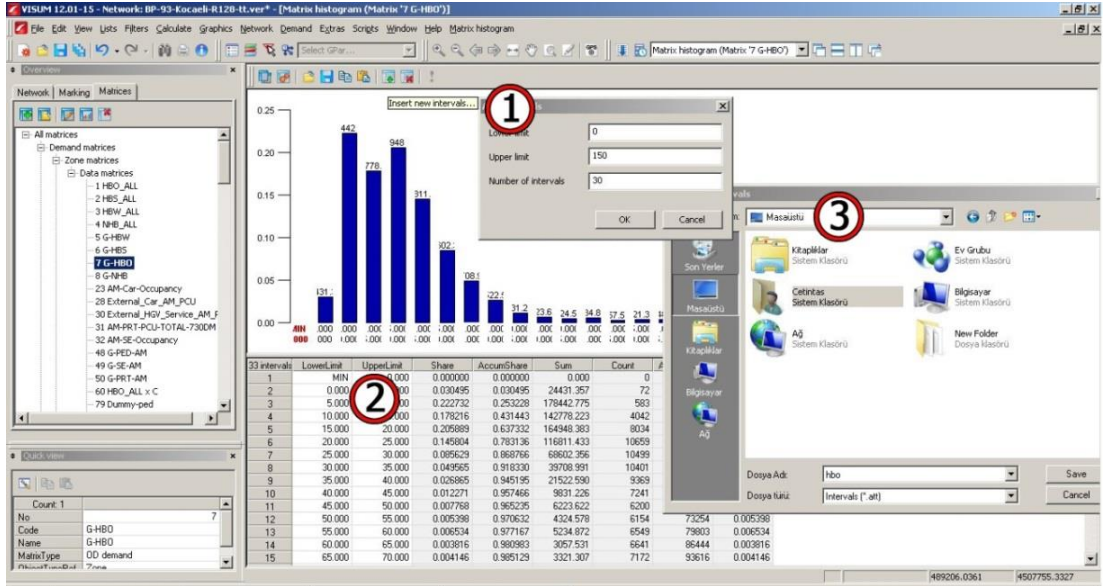 VISUM 12.01-15 - Network: BP-93-Kocaeli-R128-tt.ver* - [Matrix histogram (Matrix '7 G-HBO')]
File Edit View Lists Filters Calculate Graphics Network Demand Extras Scripts Window Help Matrix histogram
Select GPar...
Matrix histogram (Matrix '7 G-HBO')
Overview
Network Marking Matrices
All matrices
Demand matrices
Zone matrices
Data matrices
1 HBO_ALL
2 HBS_ALL
3 HBW_ALL
4 NHB_ALL
5 G-HBW
6 G-HBS
7 G-HBO
8 G-NHB
23 AM-Car-Occupancy
28 External_Car_AM_PCU
30 External_HGV_Service_AM_F
31 AM-PRT-PCU-TOTAL-730DM
32 AM-SE-Occupancy
48 G-PED-AM
49 G-SE-AM
50 G-PRT-AM
60 HBO_ALL x C
79 Dummy-ped
Quick view
Count: 1
No 7
Code G-HBO
Name G-HBO
MatrixType OD demand
ObjectTypeRef Zone
Insert new intervals...
0.25
0.20
0.15
0.10
0.05
0.00
442
778.
948
311.
502.
31.2 23.6 24.5 34.8 57.5 21.3
MIN
000
1
Lower limit 0
Upper limit 150
Number of intervals 30
OK Cancel
2
33 intervals LowerLimit UpperLimit Share AccumShare Sum Count
1 MIN 0.000 0.000000 0.000000 0.000 0
2 0.000 0.030495 0.030495 24431.357 72
3 5.000 0.222732 0.253228 178442.775 583
4 10.000 0.178216 0.431443 142778.223 4042
5 15.000 20.000 0.205889 0.637332 164948.383 8034
6 20.000 25.000 0.145804 0.783136 116811.433 10659
7 25.000 30.000 0.085629 0.868766 68602.356 10499
8 30.000 35.000 0.049565 0.918330 39708.991 10401
9 35.000 40.000 0.026865 0.945195 21522.590 9369
10 40.000 45.000 0.012271 0.957466 9831.226 7241
11 45.000 50.000 0.007768 0.965235 6223.622 6200
12 50.000 55.000 0.005398 0.970632 4324.578 6154 73254 0.005398
13 55.000 60.000 0.006534 0.977167 5234.872 6549 79803 0.006534
14 60.000 65.000 0.003816 0.980983 3057.531 6641 86444 0.003816
15 65.000 70.000 0.004146 0.985129 3321.307 7172 93616 0.004146
3
Masaüstü
Son Yerler
Masaüstü
Kitaplıklar
Bilgisayar
Ağ
Kitaplıklar
Sistem Klasörü
Ev Grubu
Sistem Klasörü
Cetintas
Sistem Klasörü
Bilgisayar
Sistem Klasörü
Ağ
Sistem Klasörü
New Folder
Dosya klasörü
Dosya Adı: hbo Save
Dosya türü: Intervals (*.att) Cancel
489206.0361 4507755.3327